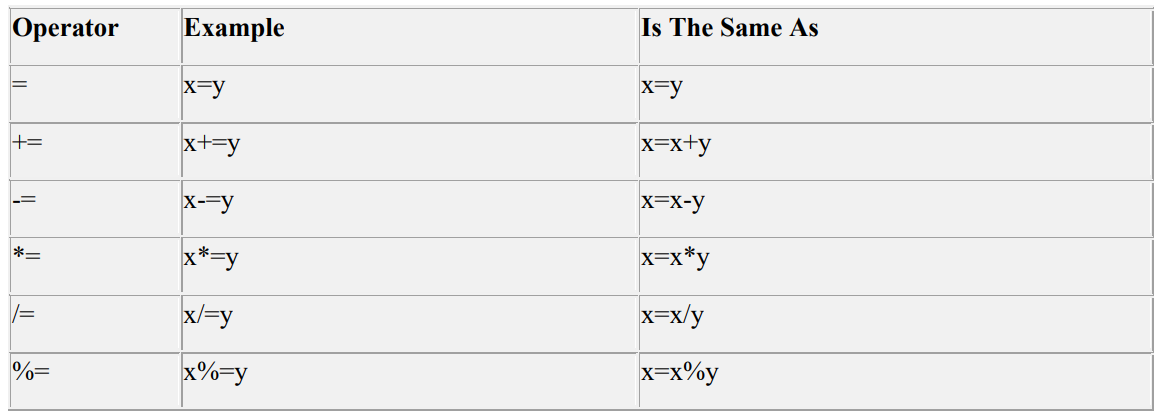 Operator Example Is The Same As
= x=y x=y
+= x+=y x=x+y
-= x-=y x=x-y
*= x*=y x=x*y
/= x/=y x=x/y
%= x%=y x=x%y